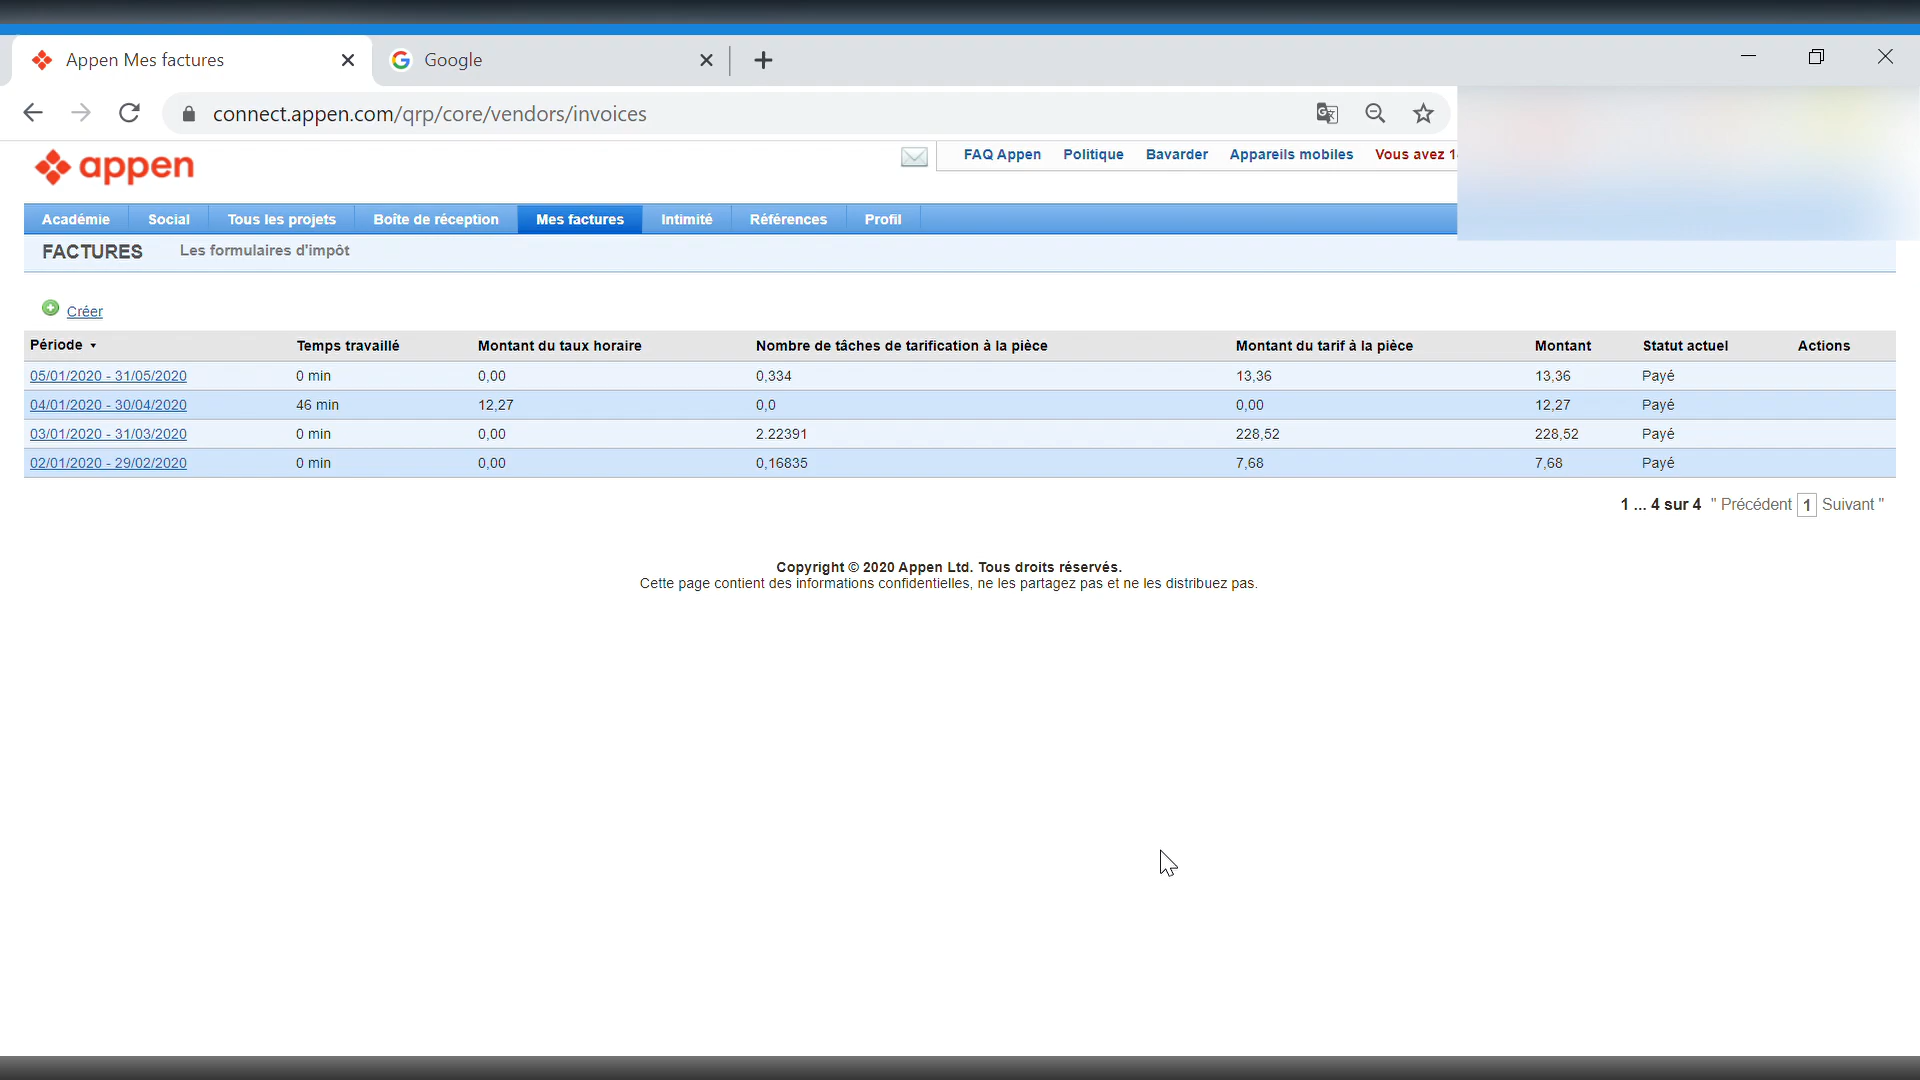 Appen Mes factures
Google
connect.appen.com/qrp/core/vendors/invoices
appen
FAQ Appen Politique Bavarder Appareils mobiles Vous avez
Académie Social Tous les projets Boîte de réception Mes factures Intimité Références Profil
FACTURES Les formulaires d'impôt
Créer
Période Temps travaillé Montant du taux horaire Nombre de tâches de tarification à la pièce Montant du tarif à la pièce Montant Statut actuel Actions
05/01/2020 - 31/05/2020 0 min 0,00 0,334 13,36 13,36 Payé
04/01/2020 - 30/04/2020 46 min 12,27 0,0 0,00 12,27 Payé
03/01/2020 - 31/03/2020 0 min 0,00 2.22391 228,52 228,52 Payé
02/01/2020 - 29/02/2020 0 min 0,00 0,16835 7,68 7,68 Payé
1 ... 4 sur 4 " Précédent 1 Suivant "
Copyright © 2020 Appen Ltd. Tous droits réservés.
Cette page contient des informations confidentielles, ne les partagez pas et ne les distribuez pas.